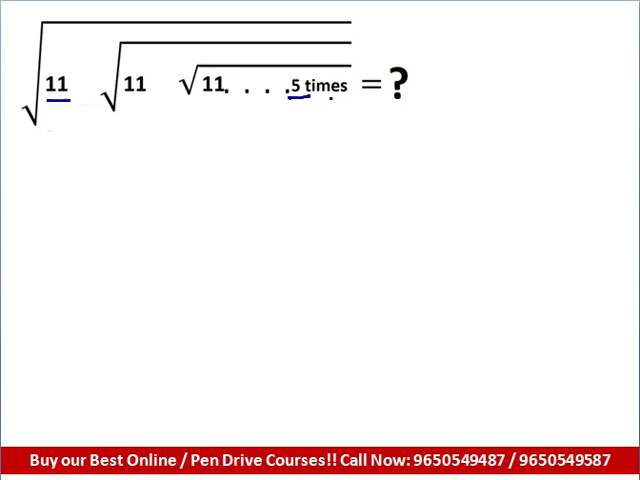 √11 √11 √11. . . .5 times = ?
Buy our Best Online / Pen Drive Courses!! Call Now: 9650549487 / 9650549587